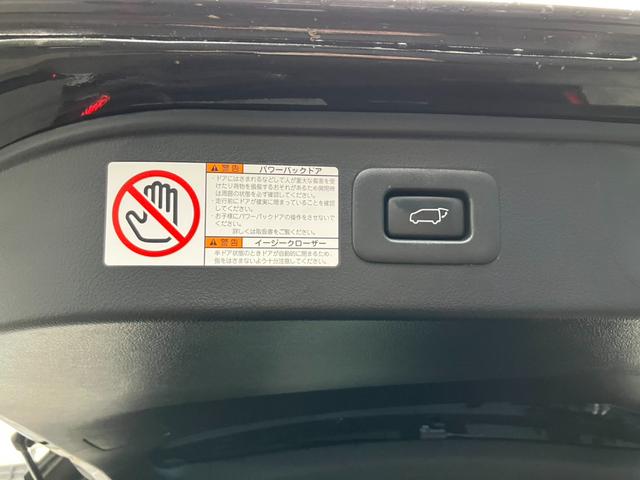 警告 パワーバックドア
・ドアにはさまれるなどして人が重大な傷害を
受けたり荷物を損傷するおそれがあるため開閉時
は周囲の状態を必ず確認してください。
・走行前にドアが確実に閉まっていることを確認
してください。
・お子様にパワーバックドアの操作をさせないで
ください。
詳しくは取扱書をご覧ください。
警告 イージークローザー
半ドア状態のときドアが自動的に閉まるため、
指をはさまないよう十分注意してください。